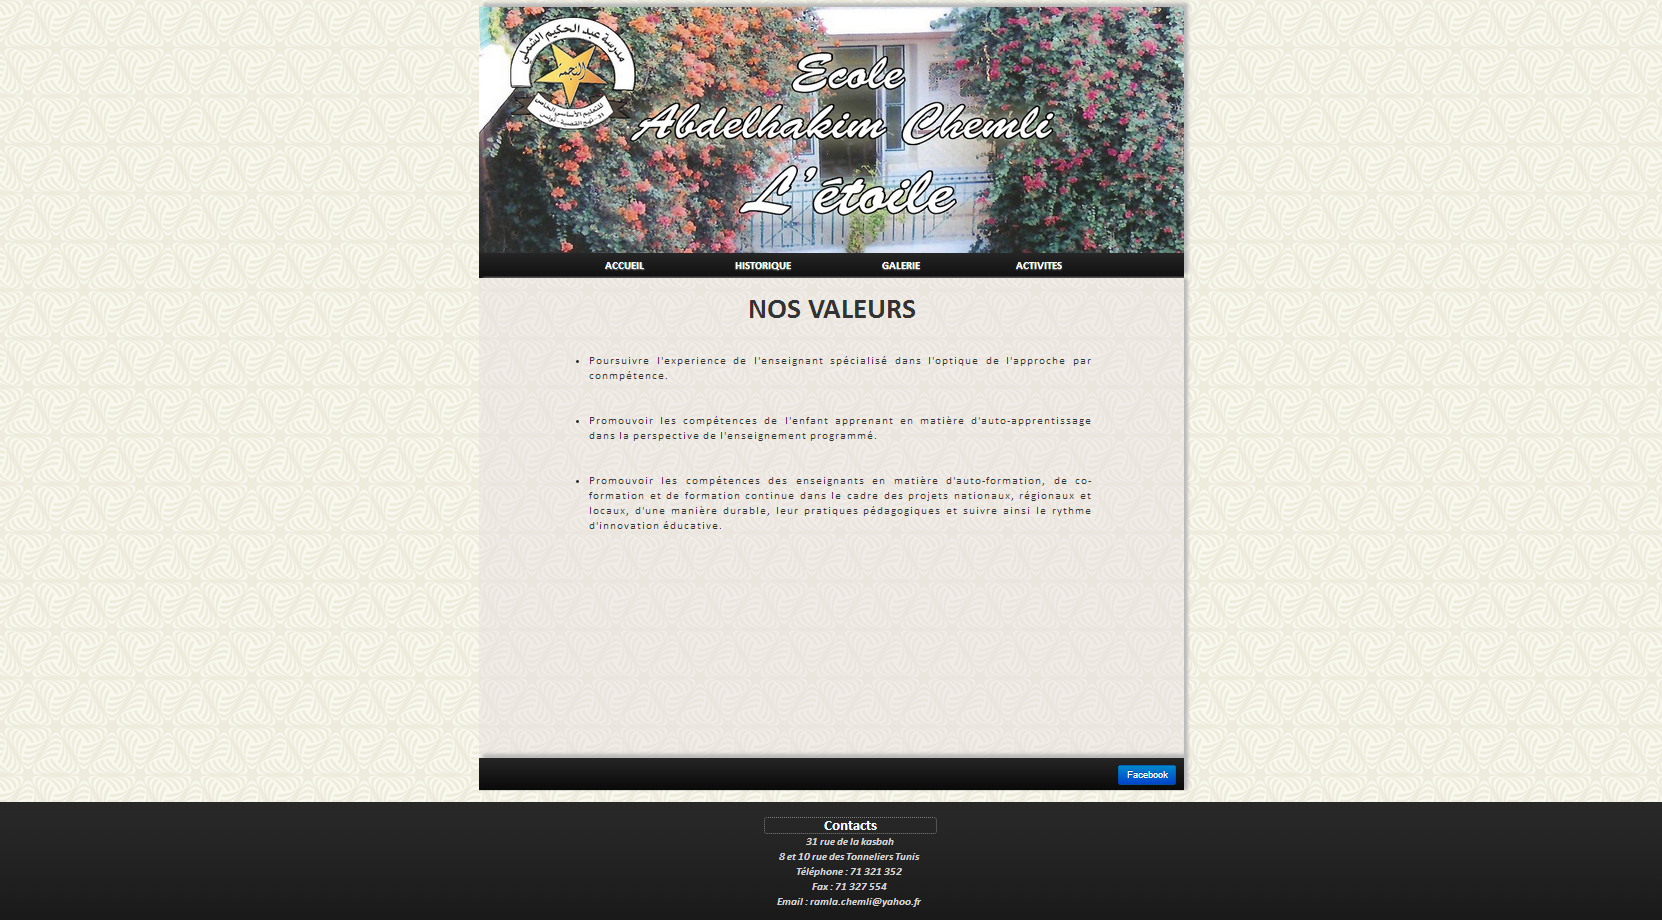 مدرسة عبد الحكيم الشملي
النجمة
للتعليم الأساسي الخاص
31 - نهج القصبة - تونس
Ecole
Abdelhakim Chemli
L'étoile
ACCUEIL HISTORIQUE GALERIE ACTIVITES
NOS VALEURS
• Poursuivre l'experience de l'enseignant spécialisé dans l'optique de l'approche par
conmpétence.
• Promouvoir les compétences de l'enfant apprenant en matière d'auto-apprentissage
dans la perspective de l'enseignement programmé.
• Promouvoir les compétences des enseignants en matière d'auto-formation, de co-
formation et de formation continue dans le cadre des projets nationaux, régionaux et
locaux, d'une manière durable, leur pratiques pédagogiques et suivre ainsi le rythme
d'innovation éducative.
Facebook
Contacts
31 rue de la kasbah
8 et 10 rue des Tonneliers Tunis
Téléphone : 71 321 352
Fax : 71 327 554
Email : ramla.chemli@yahoo.fr